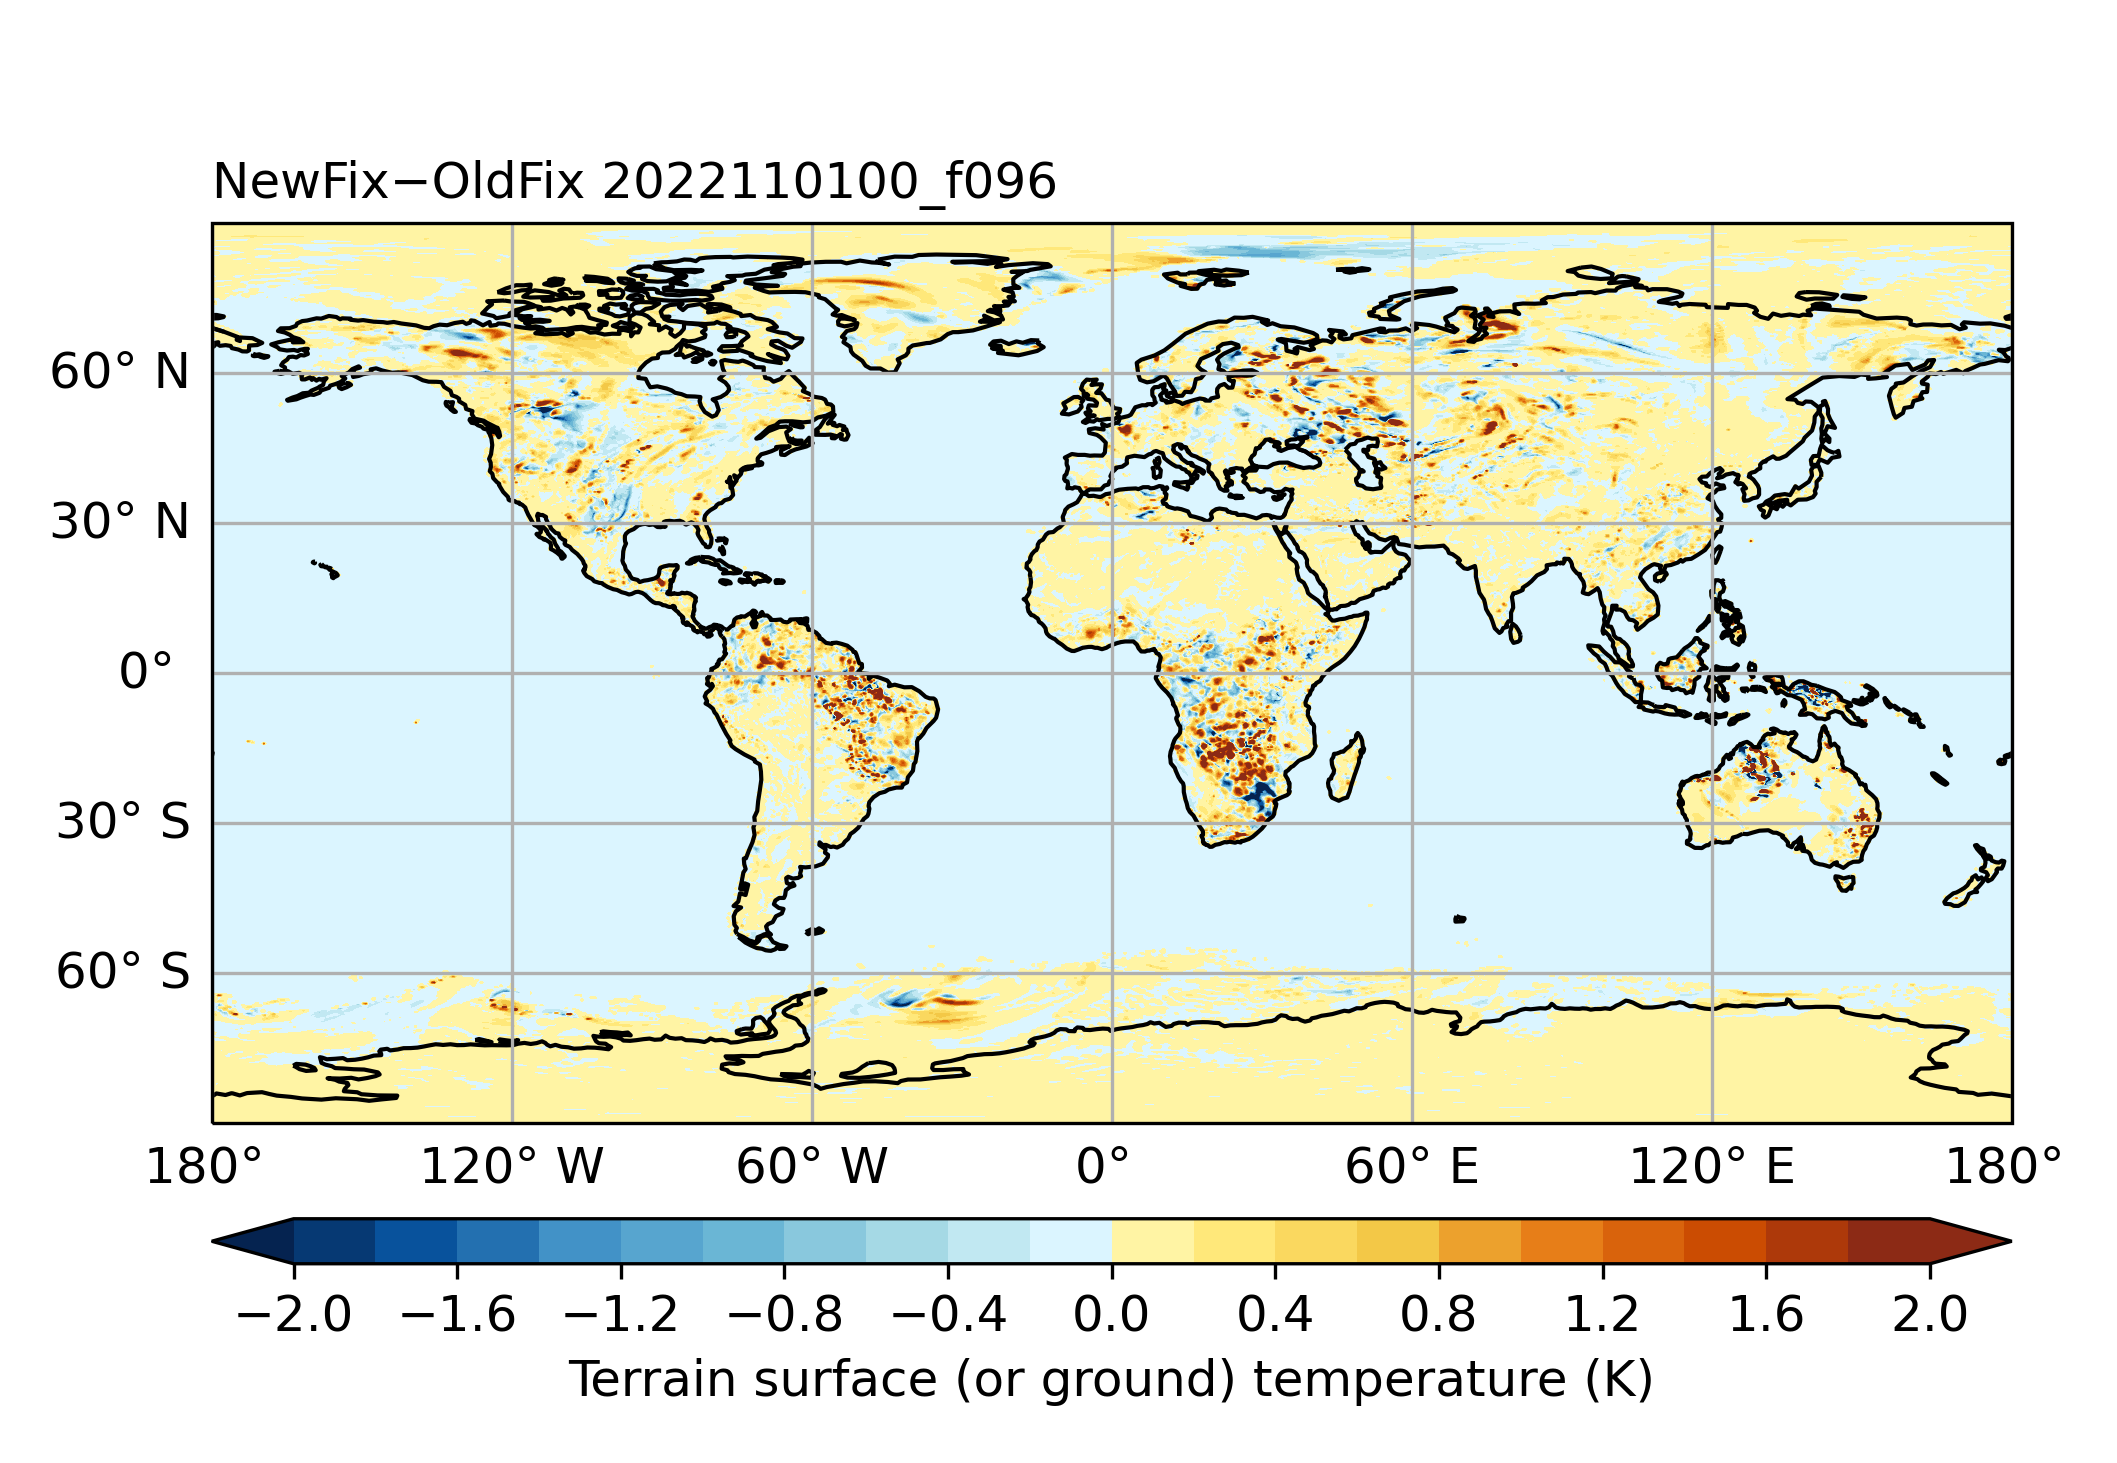 NewFix−OldFix 2022110100_f096
60° N
30° N
0°
30° S
60° S
180° 120° W 60° W 0° 60° E 120° E 180°
−2.0 −1.6 −1.2 −0.8 −0.4 0.0 0.4 0.8 1.2 1.6 2.0
Terrain surface (or ground) temperature (K)